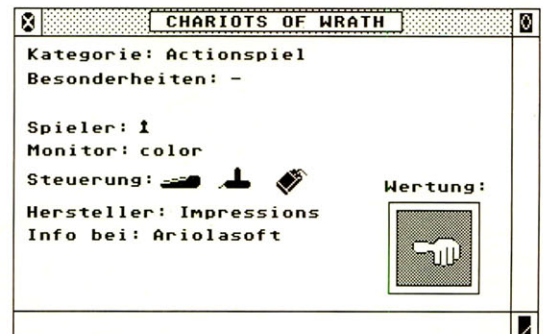 CHARIOTS OF WRATH
Kategorie: Actionspiel
Besonderheiten: -
Spieler: 1
Monitor: color
Steuerung:
Wertung:
Hersteller: Impressions
Info bei: Ariolasoft